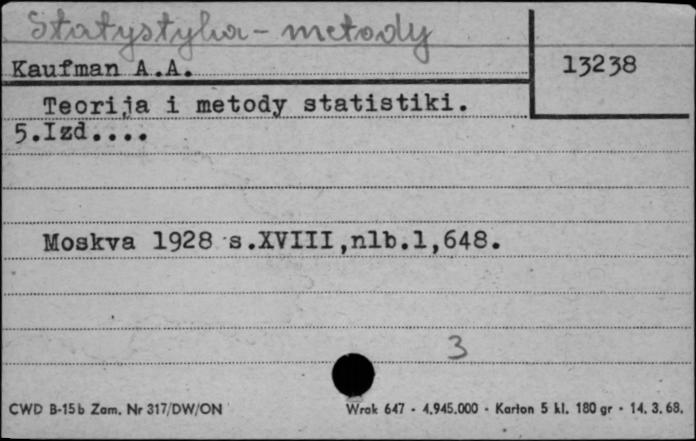 Statystyka - metody
Kaufman A.A.
13238
Teorija i metody statistiki.
5.Izd....
Moskva 1928 s.XVIII,nlb.1,648.
3
CWD B-15b Zam. Nr 317/DW/ON Wrak 647 - 4.945.000 - Karton 5 kl. 180 gr - 14. 3. 68.